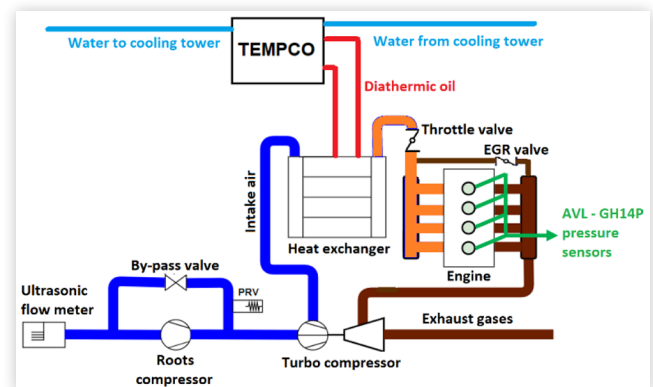 Water to cooling tower
TEMPCO
Water from cooling tower
Diathermic oil
Throttle valve
EGR valve
Intake air
AVL - GH14P
pressure
sensors
Heat exchanger
Engine
By-pass valve
PRV
Ultrasonic
flow meter
Exhaust gases
Roots
compressor
Turbo compressor